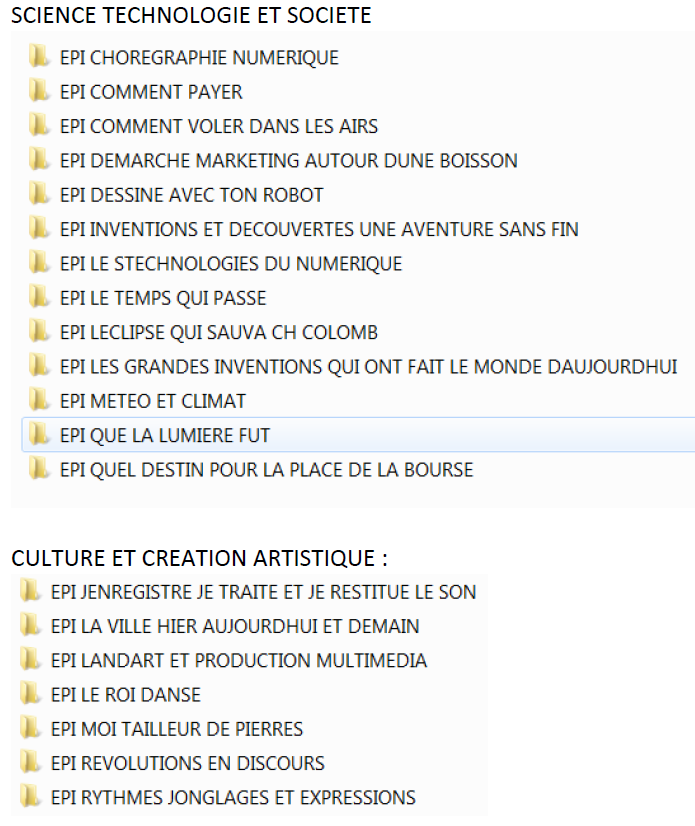 SCIENCE TECHNOLOGIE ET SOCIETE
EPI CHOREGRAPHIE NUMERIQUE
EPI COMMENT PAYER
EPI COMMENT VOLER DANS LES AIRS
EPI DEMARCHE MARKETING AUTOUR DUNE BOISSON
EPI DESSINE AVEC TON ROBOT
EPI INVENTIONS ET DECOUVERTES UNE AVENTURE SANS FIN
EPI LE STECHNOLOGIES DU NUMERIQUE
EPI LE TEMPS QUI PASSE
EPI LECLIPSE QUI SAUVA CH COLOMB
EPI LES GRANDES INVENTIONS QUI ONT FAIT LE MONDE DAUJOURDHUI
EPI METEO ET CLIMAT
EPI QUE LA LUMIERE FUT
EPI QUEL DESTIN POUR LA PLACE DE LA BOURSE
CULTURE ET CREATION ARTISTIQUE :
EPI JENREGISTRE JE TRAITE ET JE RESTITUE LE SON
EPI LA VILLE HIER AUJOURDHUI ET DEMAIN
EPI LANDART ET PRODUCTION MULTIMEDIA
EPI LE ROI DANSE
EPI MOI TAILLEUR DE PIERRES
EPI REVOLUTIONS EN DISCOURS
EPI RYTHMES JONGLAGES ET EXPRESSIONS